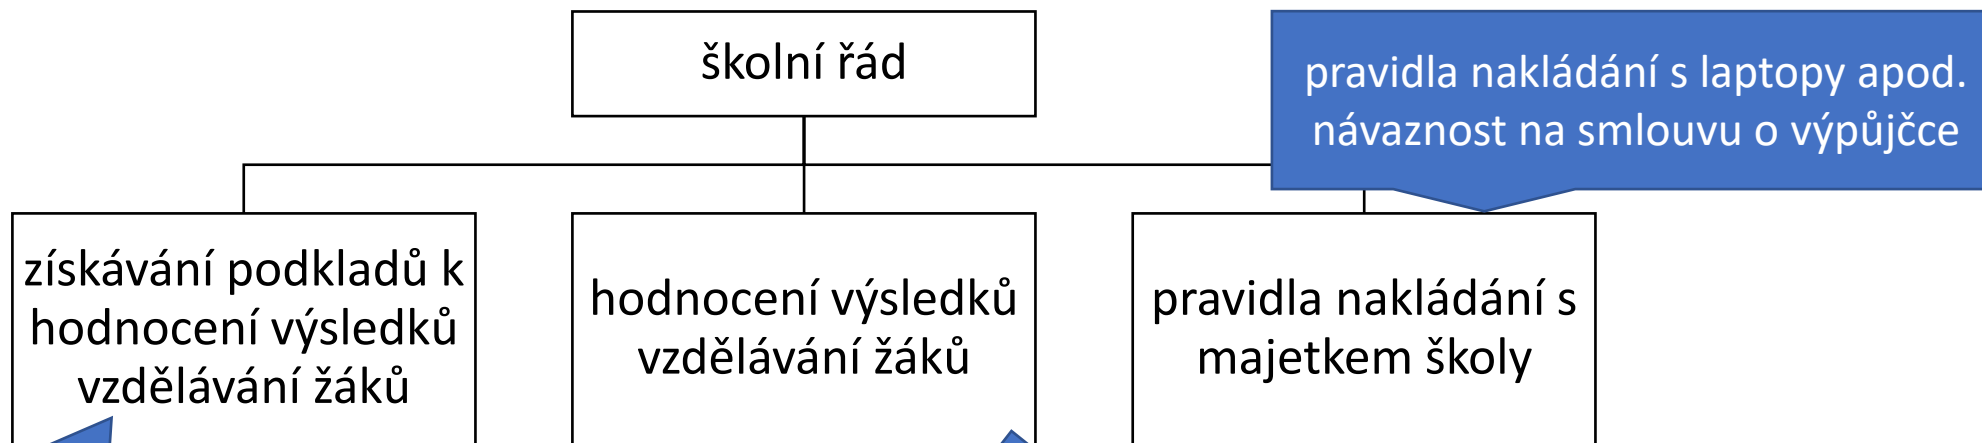 školní řád
pravidla nakládání s laptopy apod.
návaznost na smlouvu o výpůjčce
získávání podkladů k
hodnocení výsledků
vzdělávání žáků
hodnocení výsledků
vzdělávání žáků
pravidla nakládání s
majetkem školy